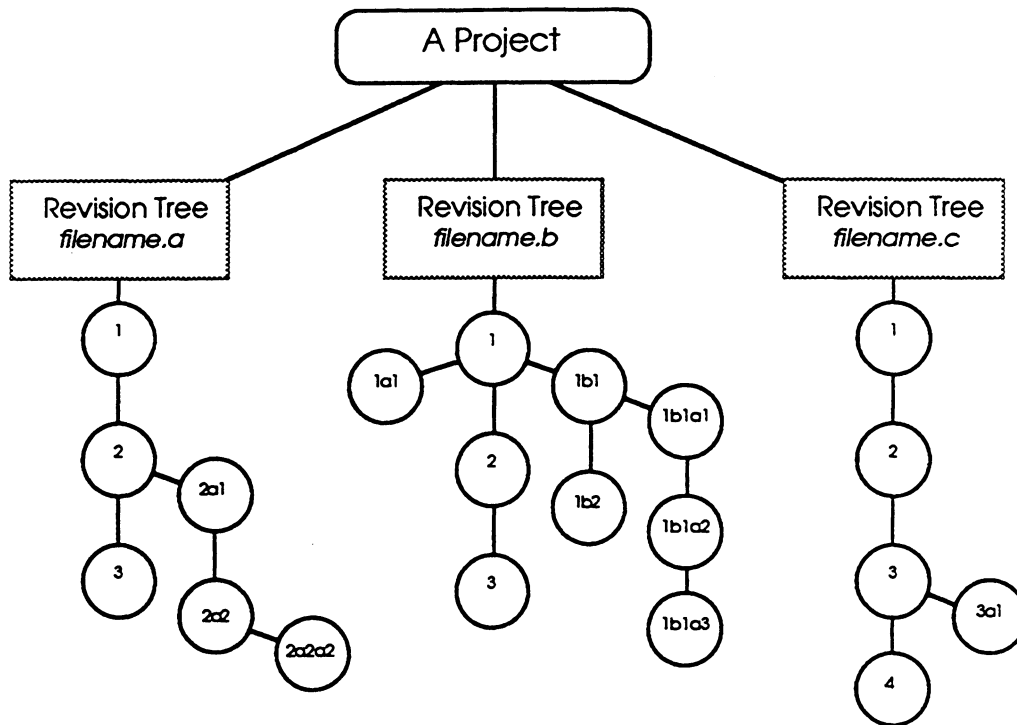 A Project
Revision Tree
filename.a
1
2
2a1
3
2a2
2a2a2
Revision Tree
filename.b
1
1a1
1b1
1b1a1
2
1b2
1b1a2
3
1b1a3
Revision Tree
filename.c
1
2
3
3a1
4